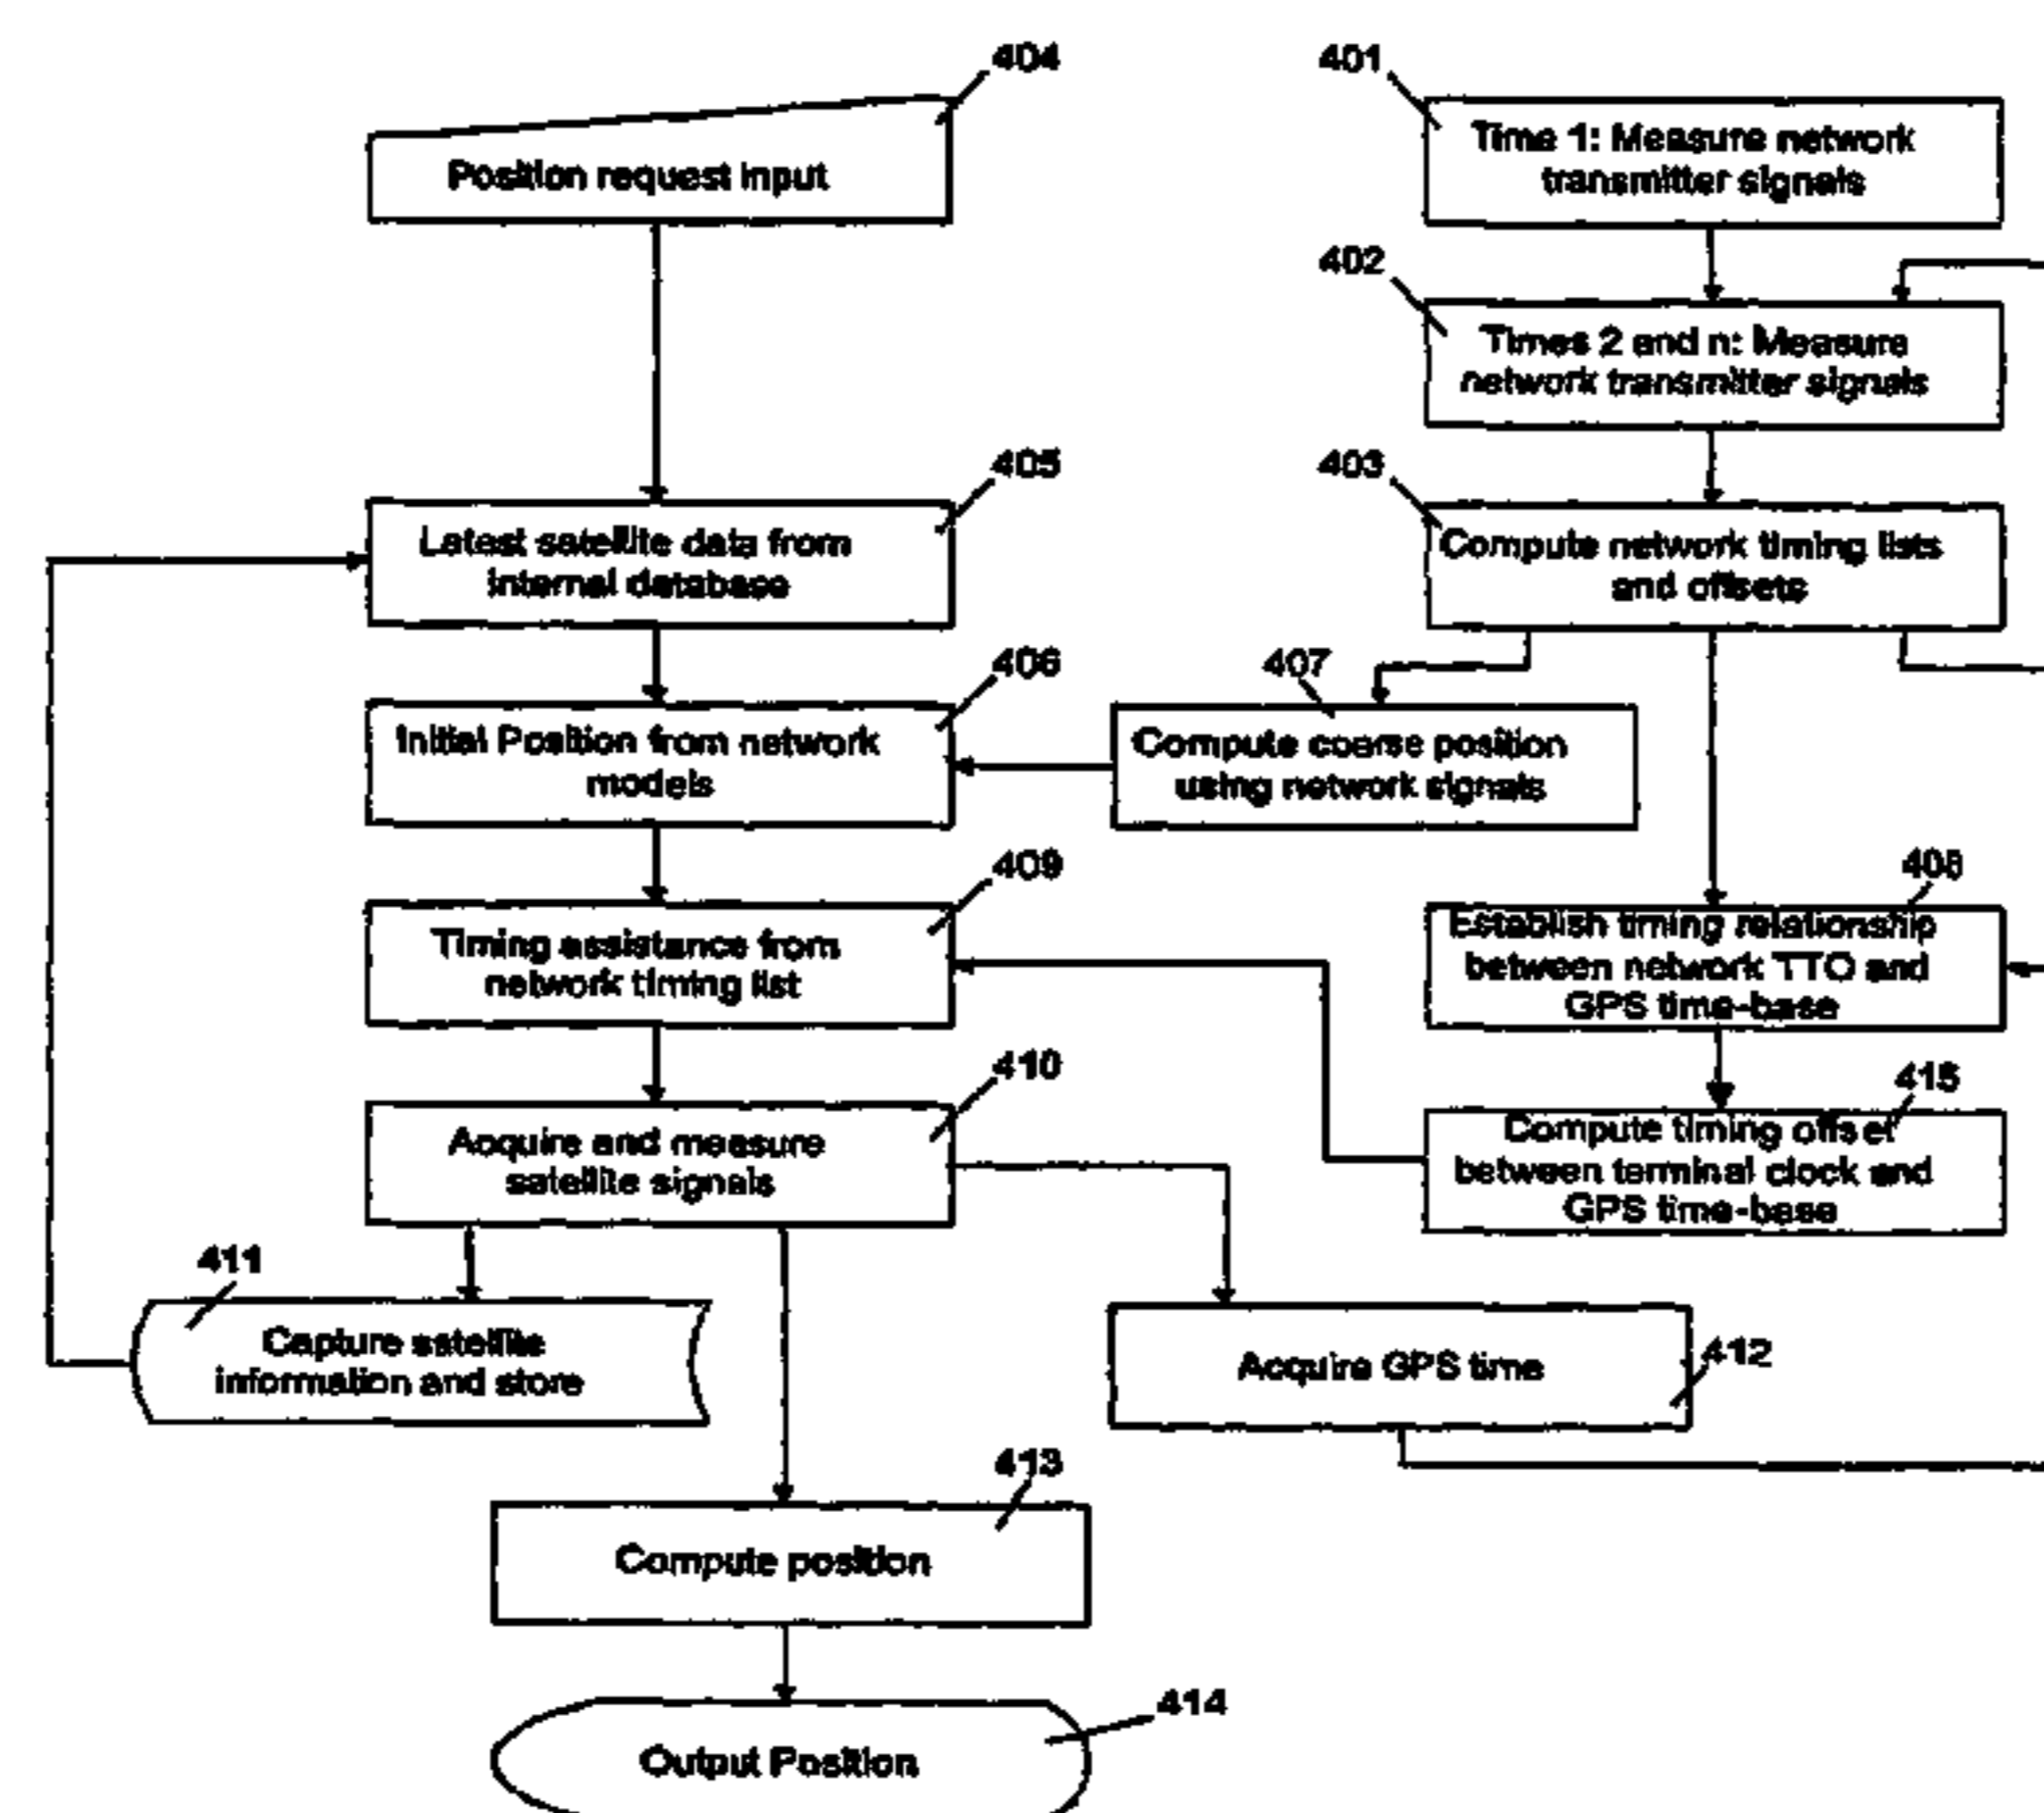 404
Position request input
401
Time 1: Measure network
transmitter signals
402
Times 2 and n: Measure
network transmitter signals
403
Compute network timing lists
and offsets
405
Latest satellite data from
internal database
406
Initial Position from network
models
407
Compute coarse position
using network signals
408
Establish timing relationship
between network TTO and
GPS time-base
409
Timing assistance from
network timing list
415
Compute timing offset
between terminal clock and
GPS time-base
410
Acquire and measure
satellite signals
411
Capture satellite
information and store
412
Acquire GPS time
413
Compute position
414
Output Position